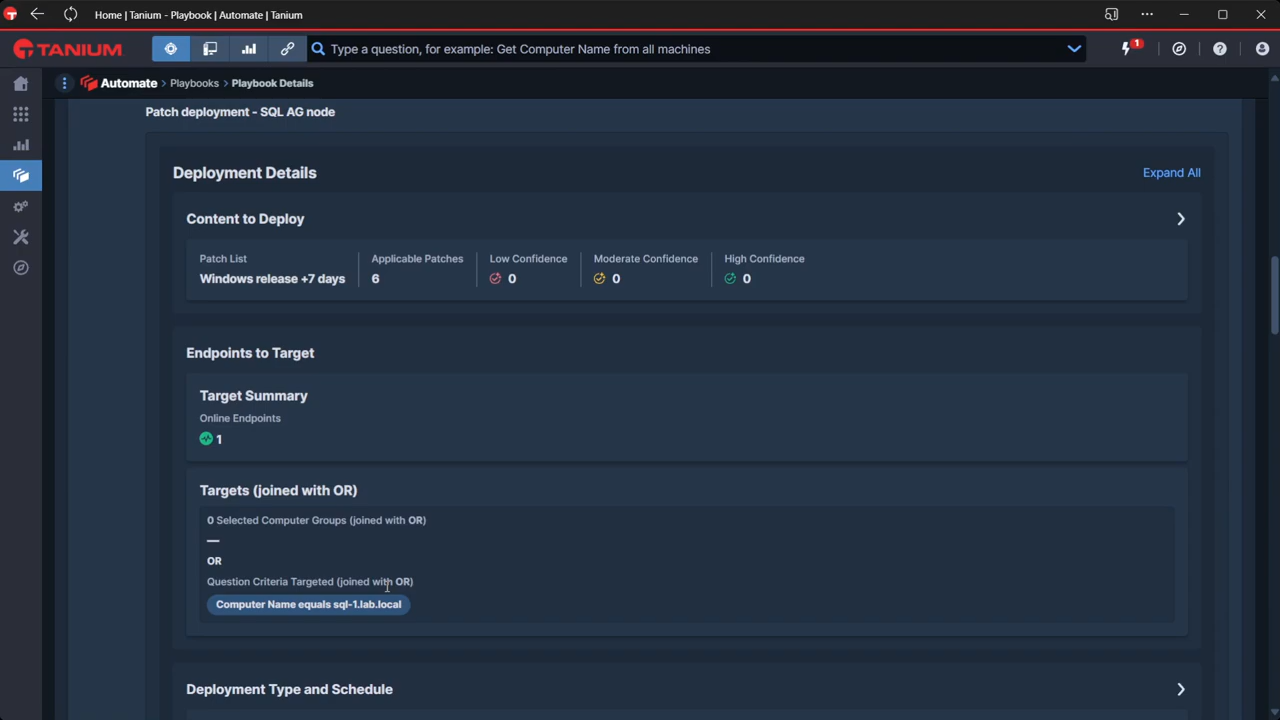 Home | Tanium - Playbook | Automate | Tanium
TANIUM
Type a question, for example: Get Computer Name from all machines
1
Automate > Playbooks > Playbook Details
Patch deployment - SQL AG node
Deployment Details
Expand All
Content to Deploy
Patch List
Applicable Patches
Low Confidence
Moderate Confidence
High Confidence
Windows release +7 days
6
0
0
0
Endpoints to Target
Target Summary
Online Endpoints
1
Targets (joined with OR)
0 Selected Computer Groups (joined with OR)
—
OR
Question Criteria Targeted (joined with OR)
Computer Name equals sql-1.lab.local
Deployment Type and Schedule